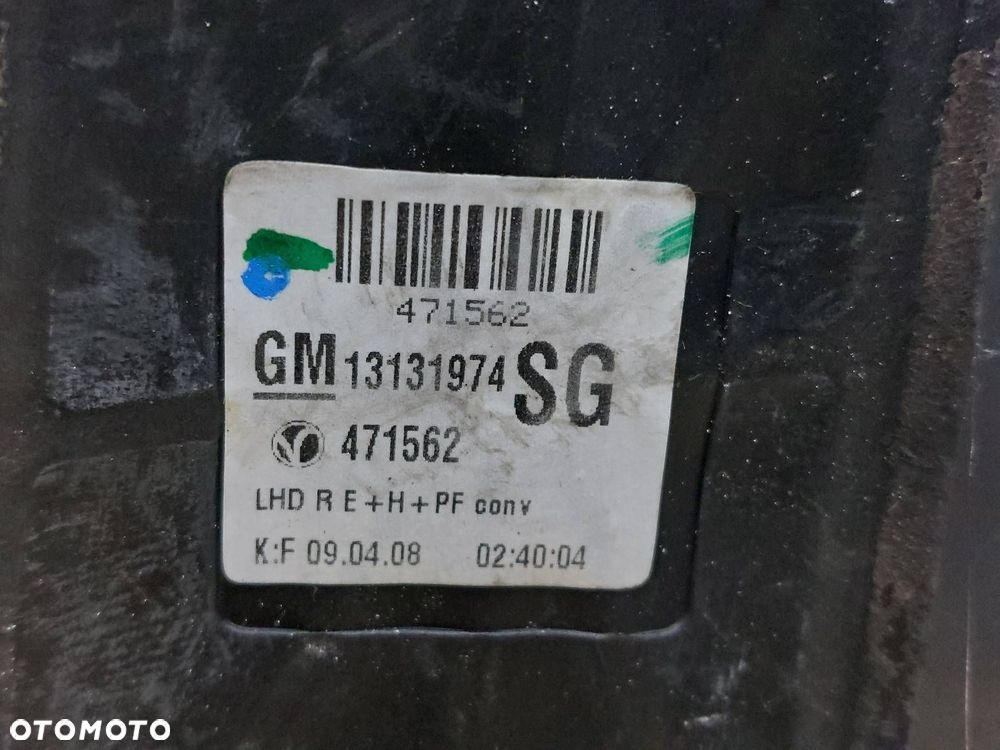 471562
GM 13131974 SG
471562
LHD R E+H+PF conv
K:F 09.04.08 02:40:04
OTOMOTO